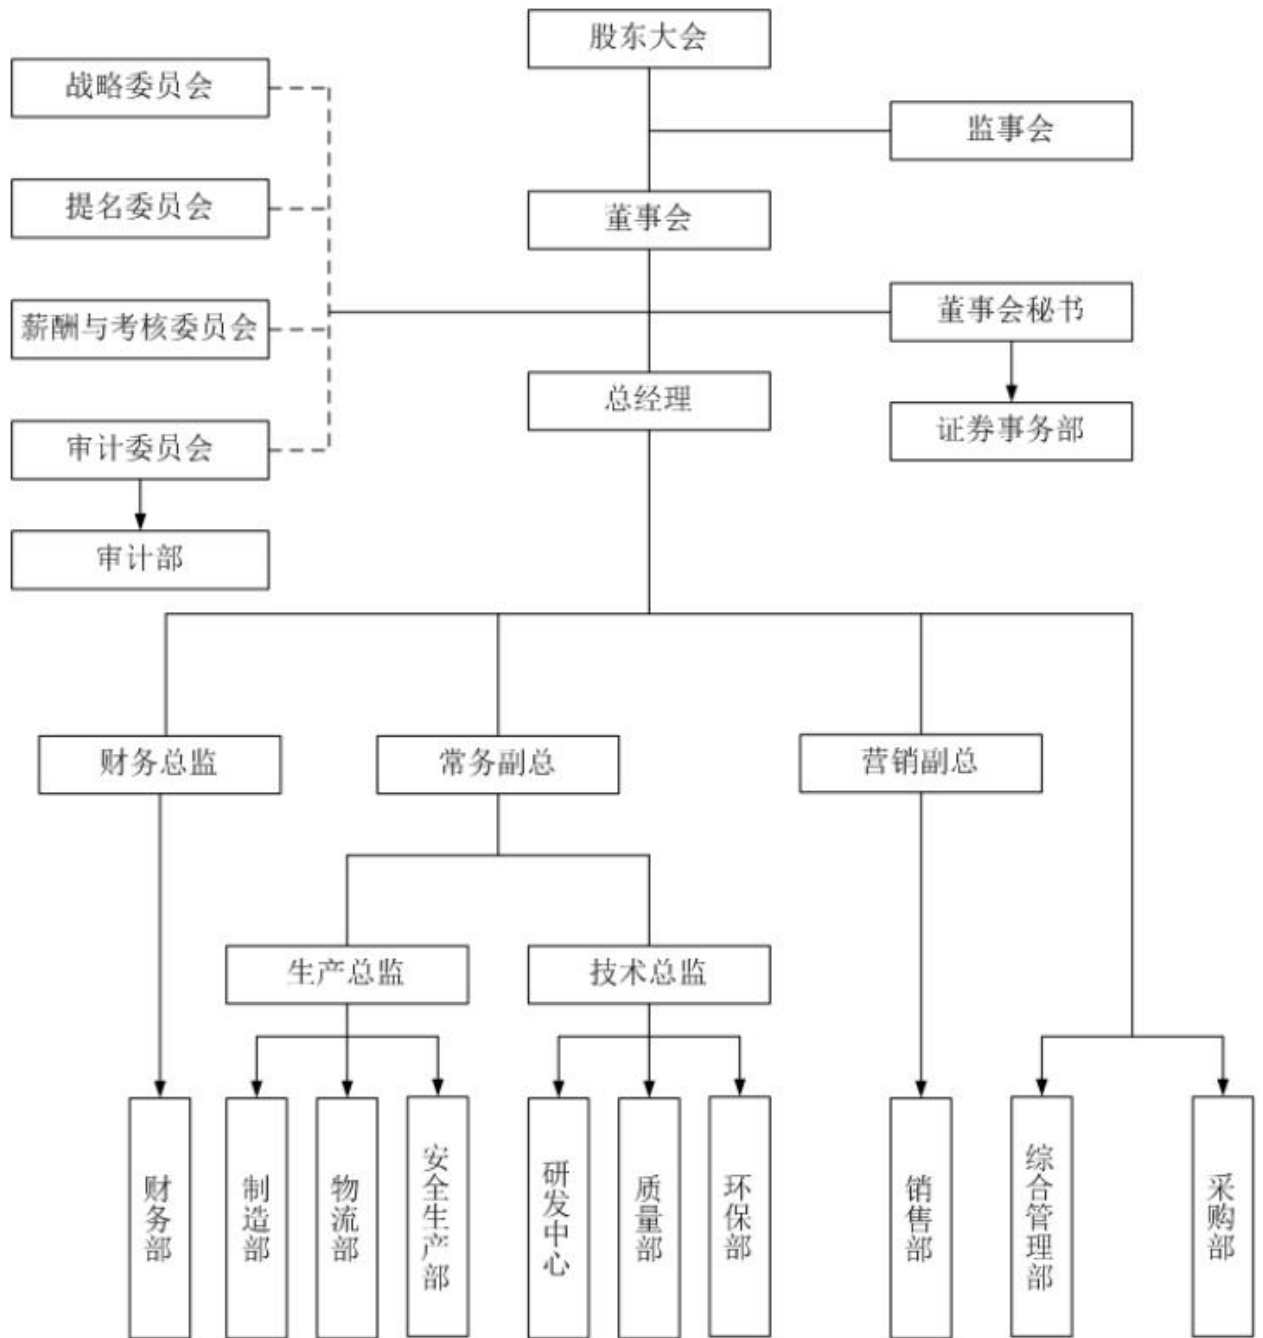 股东大会
战略委员会
监事会
提名委员会
董事会
薪酬与考核委员会
董事会秘书
总经理
证券事务部
审计委员会
审计部
财务总监
常务副总
营销副总
生产总监
技术总监
财务部
制造部
物流部
安全生产部
研发中心
质量部
环保部
销售部
综合管理部
采购部